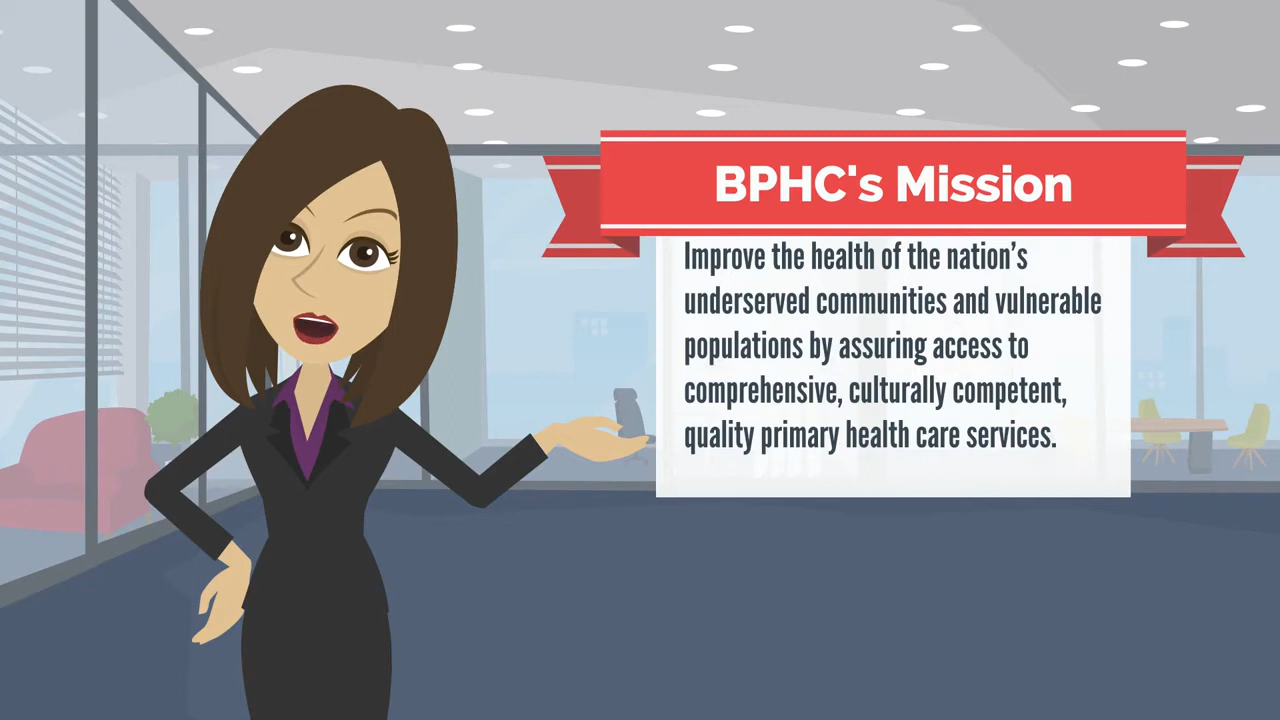 BPHC's Mission
Improve the health of the nation’s
underserved communities and vulnerable
populations by assuring access to
comprehensive, culturally competent,
quality primary health care services.